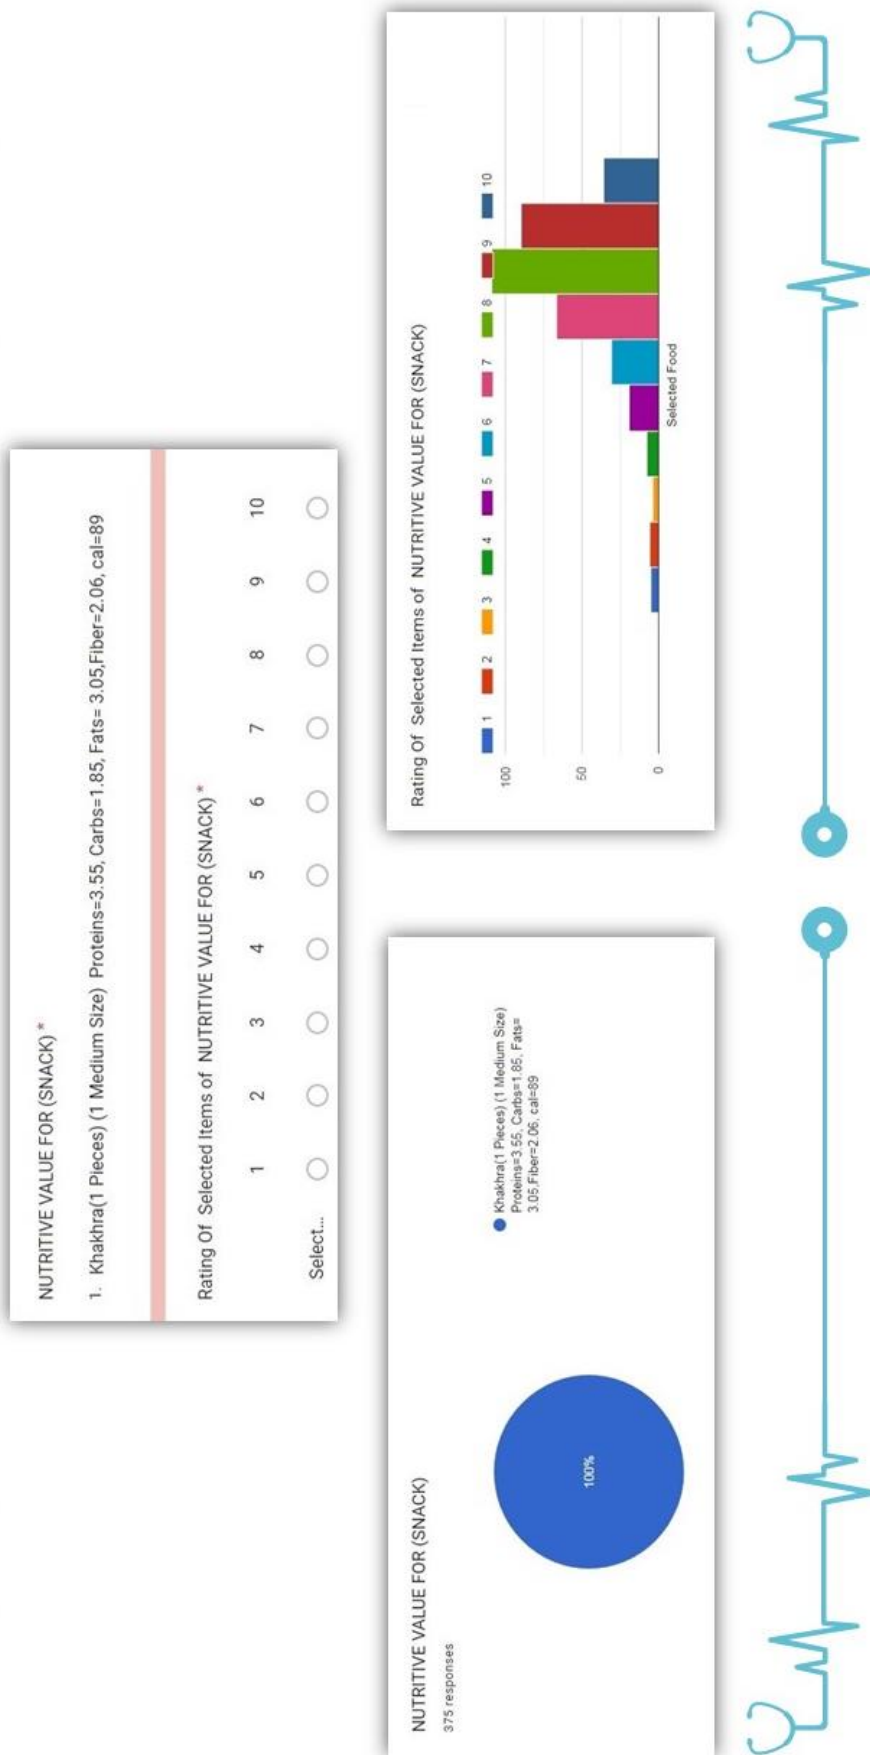 NUTRITIVE VALUE FOR (SNACK) *
1. Khakhra(1 Pieces) (1 Medium Size) Proteins=3.55, Carbs=1.85, Fats= 3.05,Fiber=2.06, cal=89
Rating Of Selected Items of NUTRITIVE VALUE FOR (SNACK) *
1 2 3 4 5 6 7 8 9 10
Select...
NUTRITIVE VALUE FOR (SNACK)
375 responses
100%
Khakhra(1 Pieces) (1 Medium Size)
Proteins=3.55, Carbs=1.85, Fats=
3.05,Fiber=2.06, cal=89
Rating Of Selected Items of NUTRITIVE VALUE FOR (SNACK)
1 2 3 4 5 6 7 8 9 10
100
50
0
Selected Food